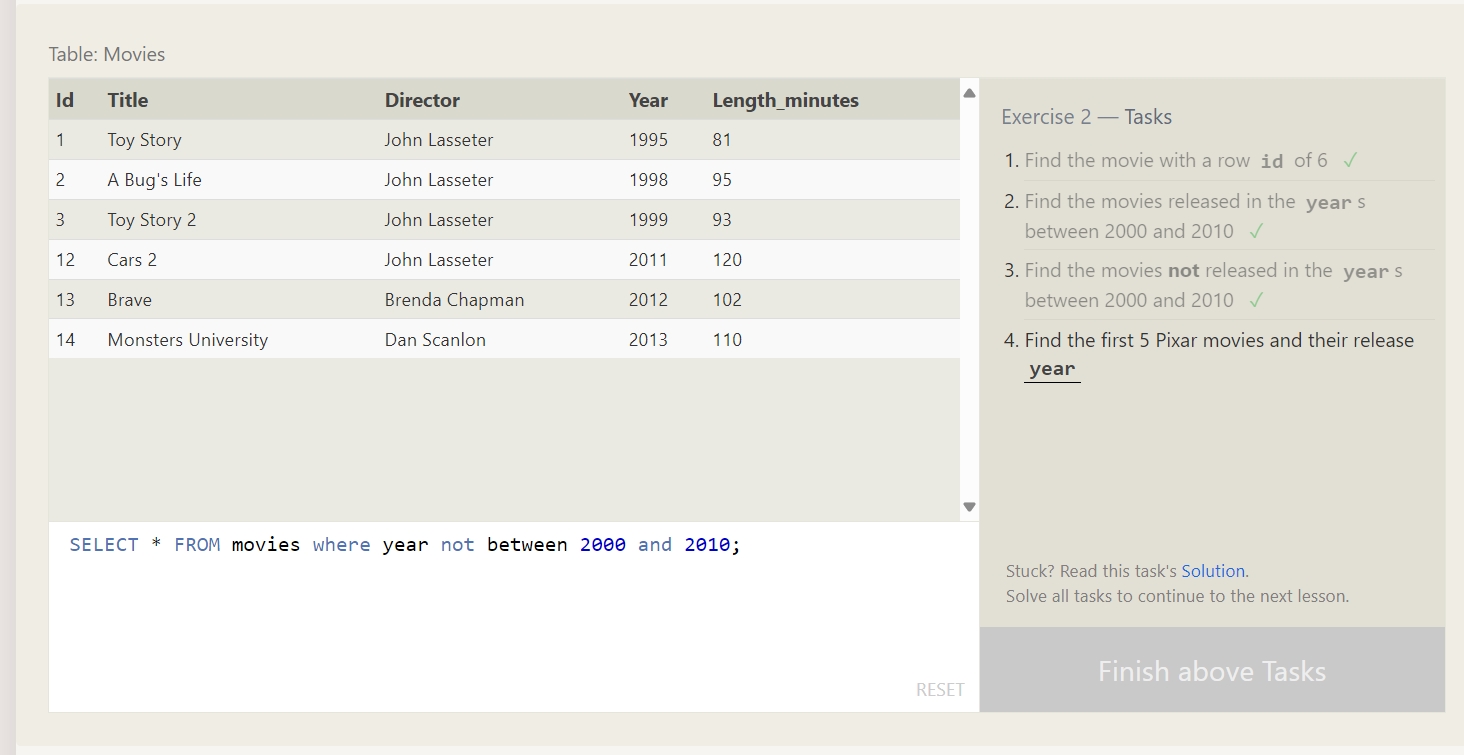 Table: Movies
Id Title Director Year Length_minutes
1 Toy Story John Lasseter 1995 81
2 A Bug's Life John Lasseter 1998 95
3 Toy Story 2 John Lasseter 1999 93
12 Cars 2 John Lasseter 2011 120
13 Brave Brenda Chapman 2012 102
14 Monsters University Dan Scanlon 2013 110
SELECT * FROM movies where year not between 2000 and 2010;
RESET
Exercise 2 — Tasks
1. Find the movie with a row id of 6 ✓
2. Find the movies released in the year s
between 2000 and 2010 ✓
3. Find the movies not released in the year s
between 2000 and 2010 ✓
4. Find the first 5 Pixar movies and their release
year
Stuck? Read this task's Solution.
Solve all tasks to continue to the next lesson.
Finish above Tasks